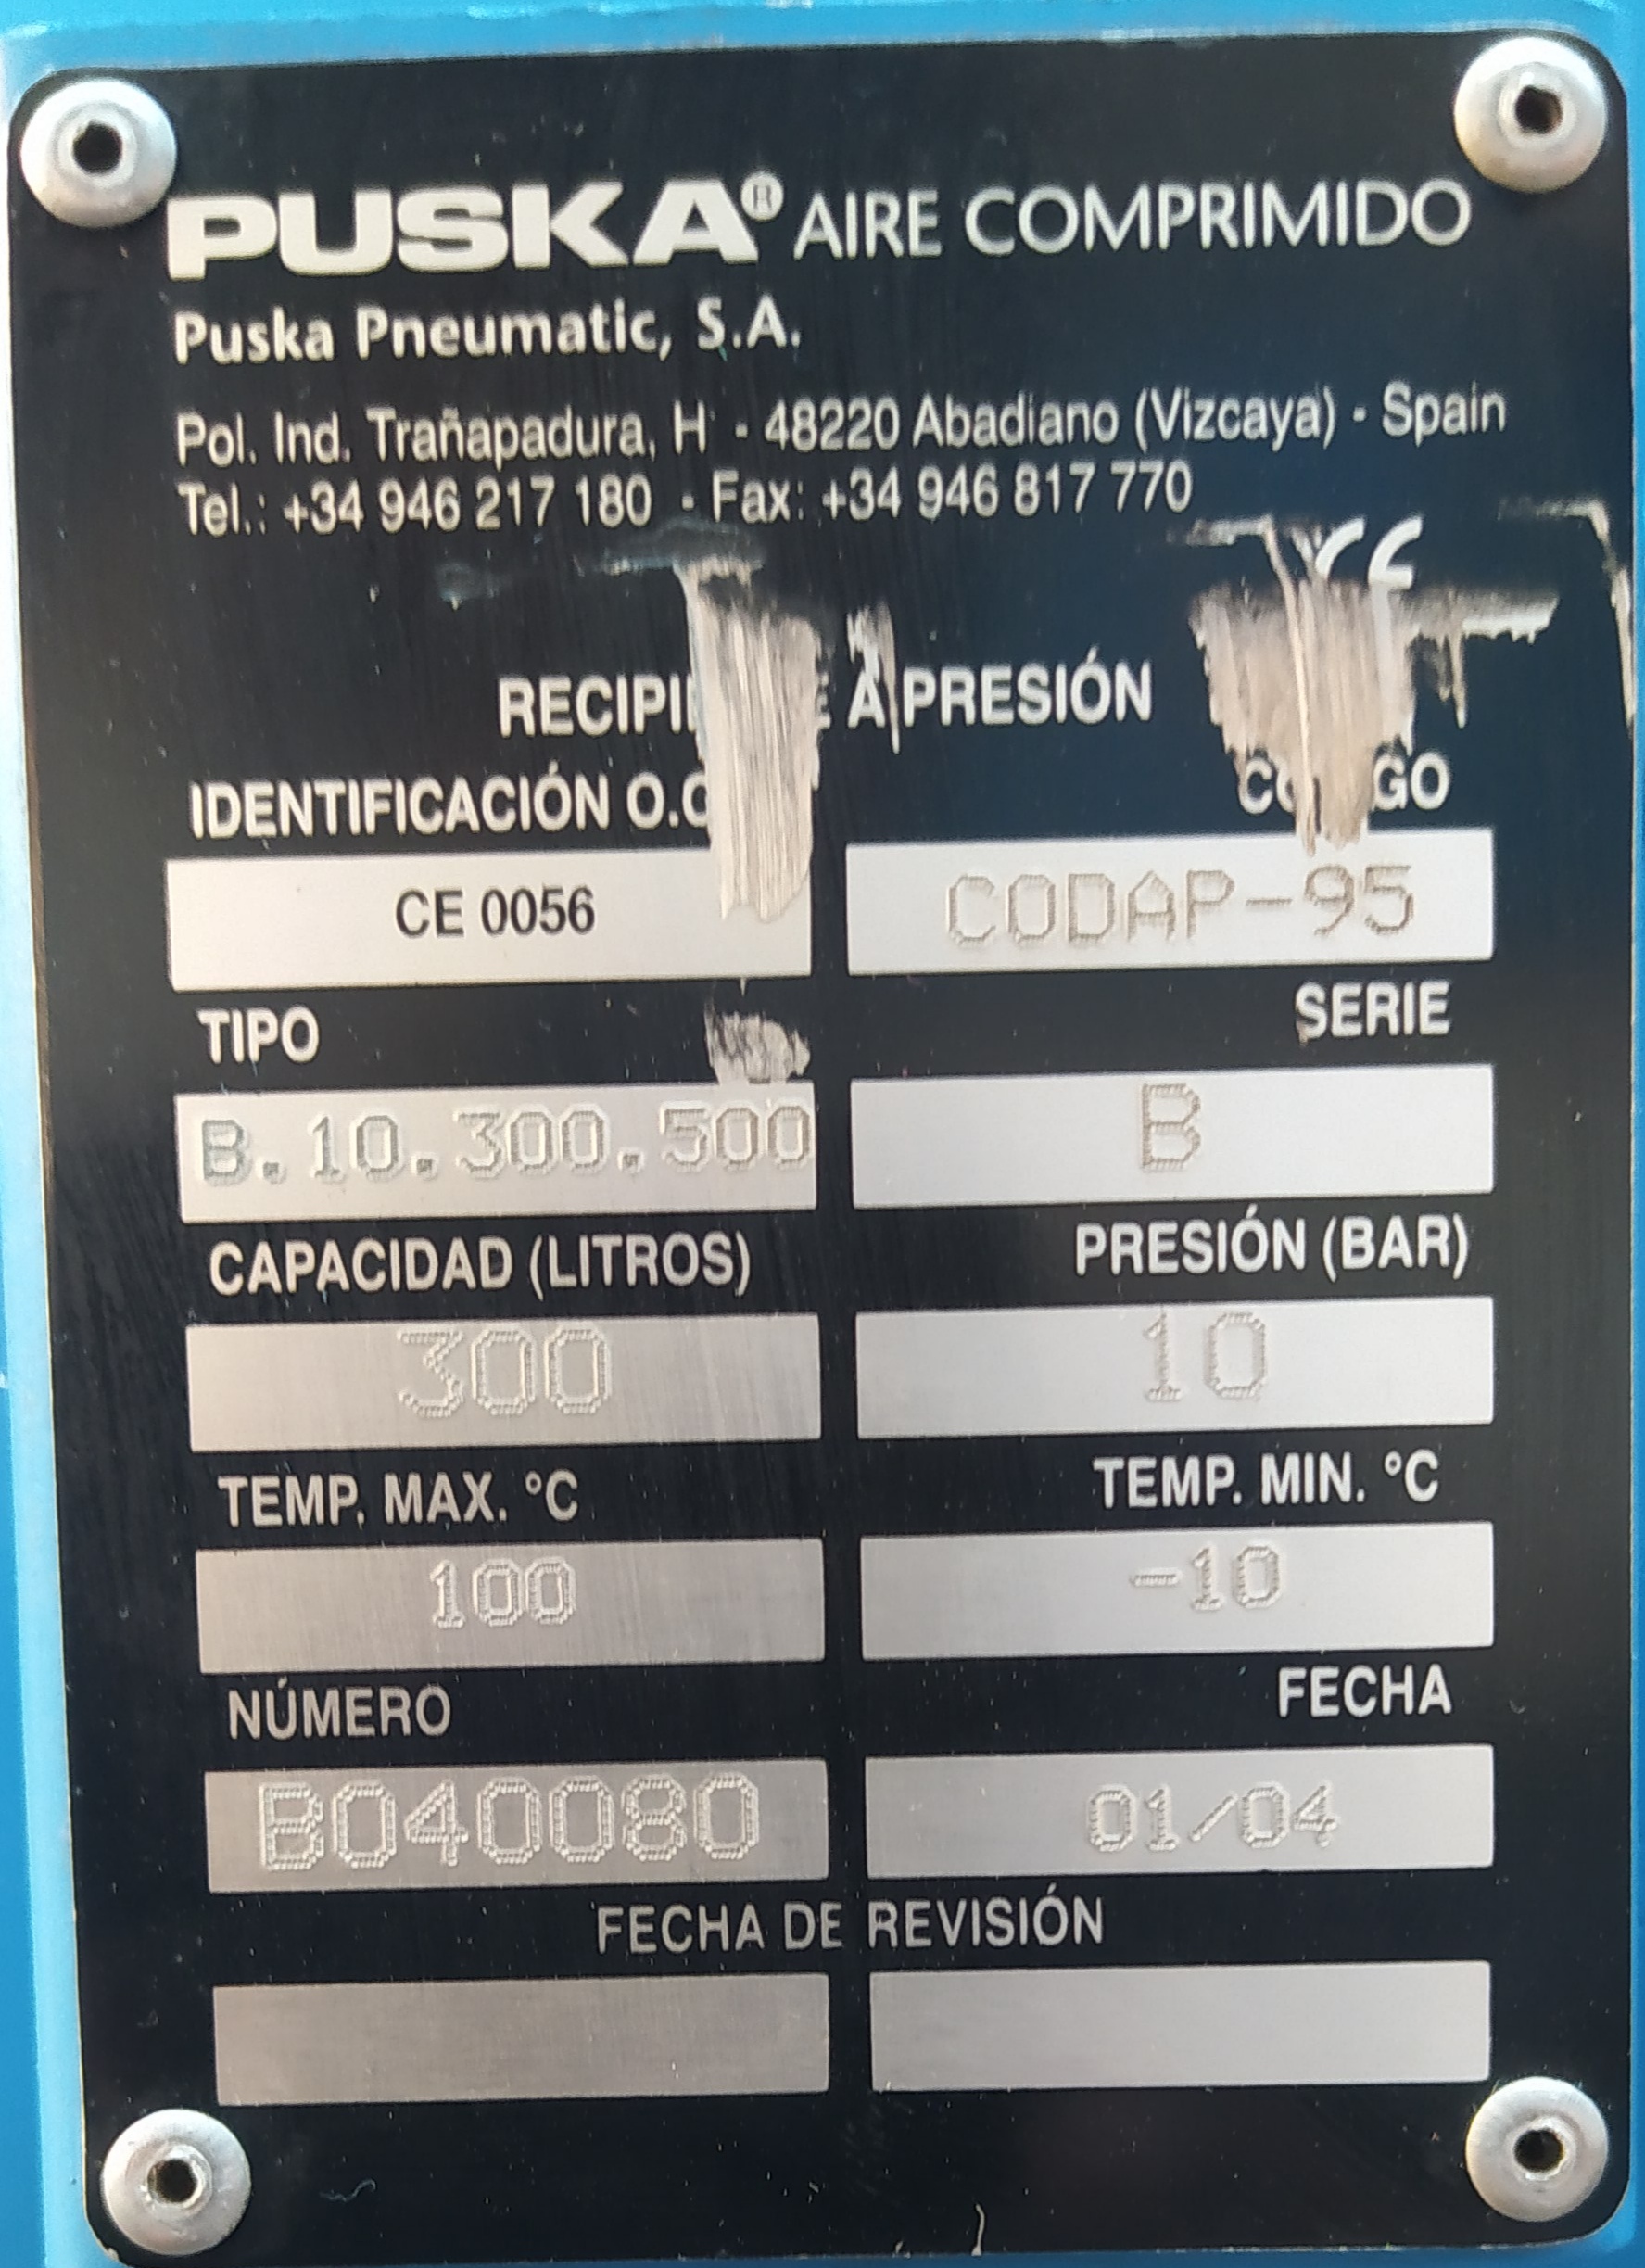 PUSKA® AIRE COMPRIMIDO
Puska Pneumatic, S.A.
Pol. Ind. Trañapadura, H - 48220 Abadiano (Vizcaya) - Spain
Tel.: +34 946 217 180 - Fax: +34 946 817 770
CE
A PRESIÓN
IDENTIFICACIÓN
CE 0056 CODAP-95
TIPO SERIE
B.10.300.500 B
CAPACIDAD (LITROS) PRESIÓN (BAR)
300 10
TEMP. MAX. °C TEMP. MIN. °C
100 -10
NÚMERO FECHA
B040080 01/04
FECHA DE REVISIÓN